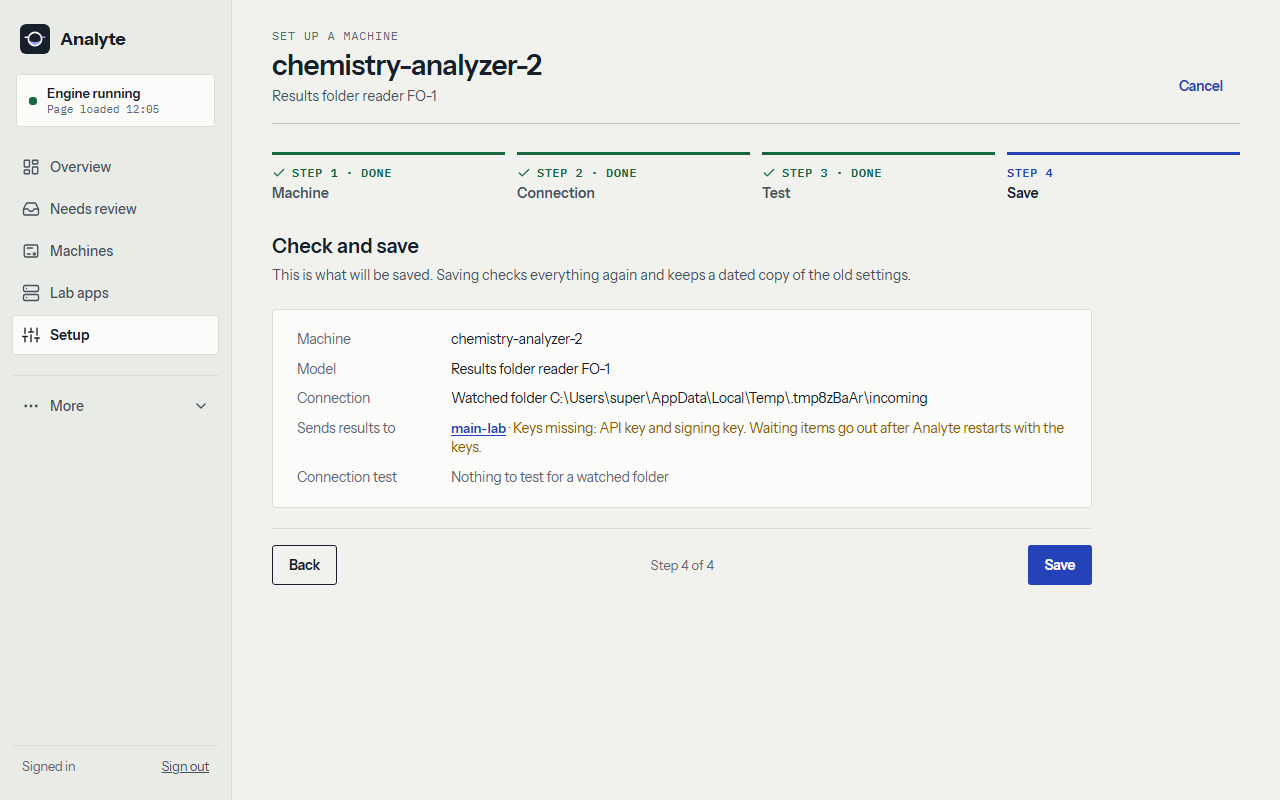 Analyte
Engine running
Page loaded 12:05
Overview
Needs review
Machines
Lab apps
Setup
More
Signed in
Sign out
SET UP A MACHINE
chemistry-analyzer-2
Results folder reader FO-1
Cancel
STEP 1 · DONE
Machine
STEP 2 · DONE
Connection
STEP 3 · DONE
Test
STEP 4
Save
Check and save
This is what will be saved. Saving checks everything again and keeps a dated copy of the old settings.
Machine chemistry-analyzer-2
Model Results folder reader FO-1
Connection Watched folder C:\Users\super\AppData\Local\Temp\.tmp8zBaAr\incoming
Sends results to main-lab · Keys missing: API key and signing key. Waiting items go out after Analyte restarts with the
keys.
Connection test Nothing to test for a watched folder
Back
Step 4 of 4
Save